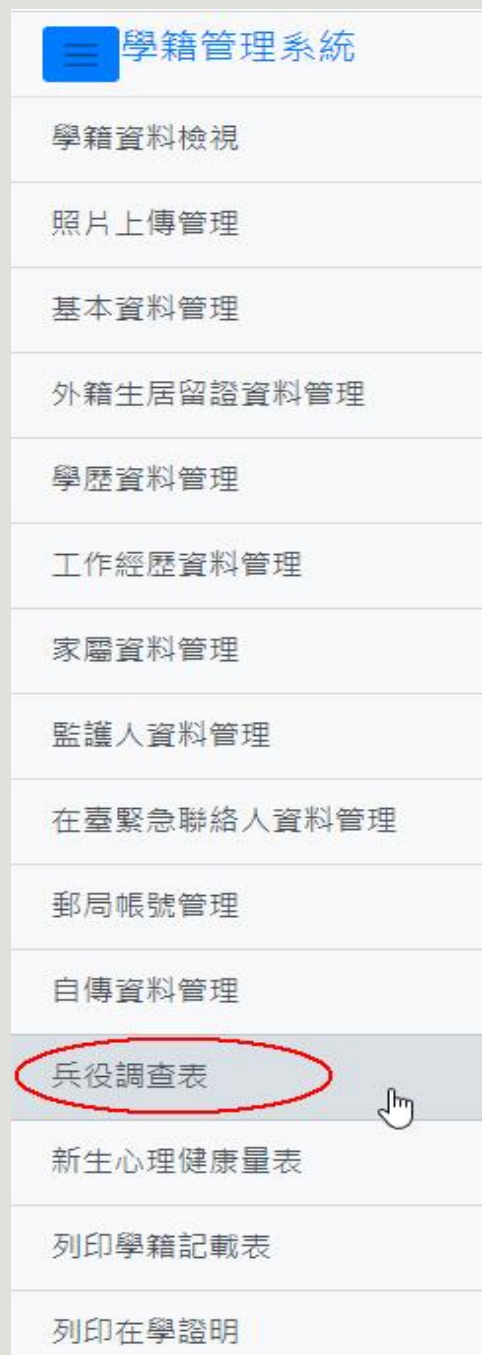 學籍管理系統
學籍資料檢視
照片上傳管理
基本資料管理
外籍生居留證資料管理
學歷資料管理
工作經歷資料管理
家屬資料管理
監護人資料管理
在臺緊急聯絡人資料管理
郵局帳號管理
自傳資料管理
兵役調查表
新生心理健康量表
列印學籍記載表
列印在學證明